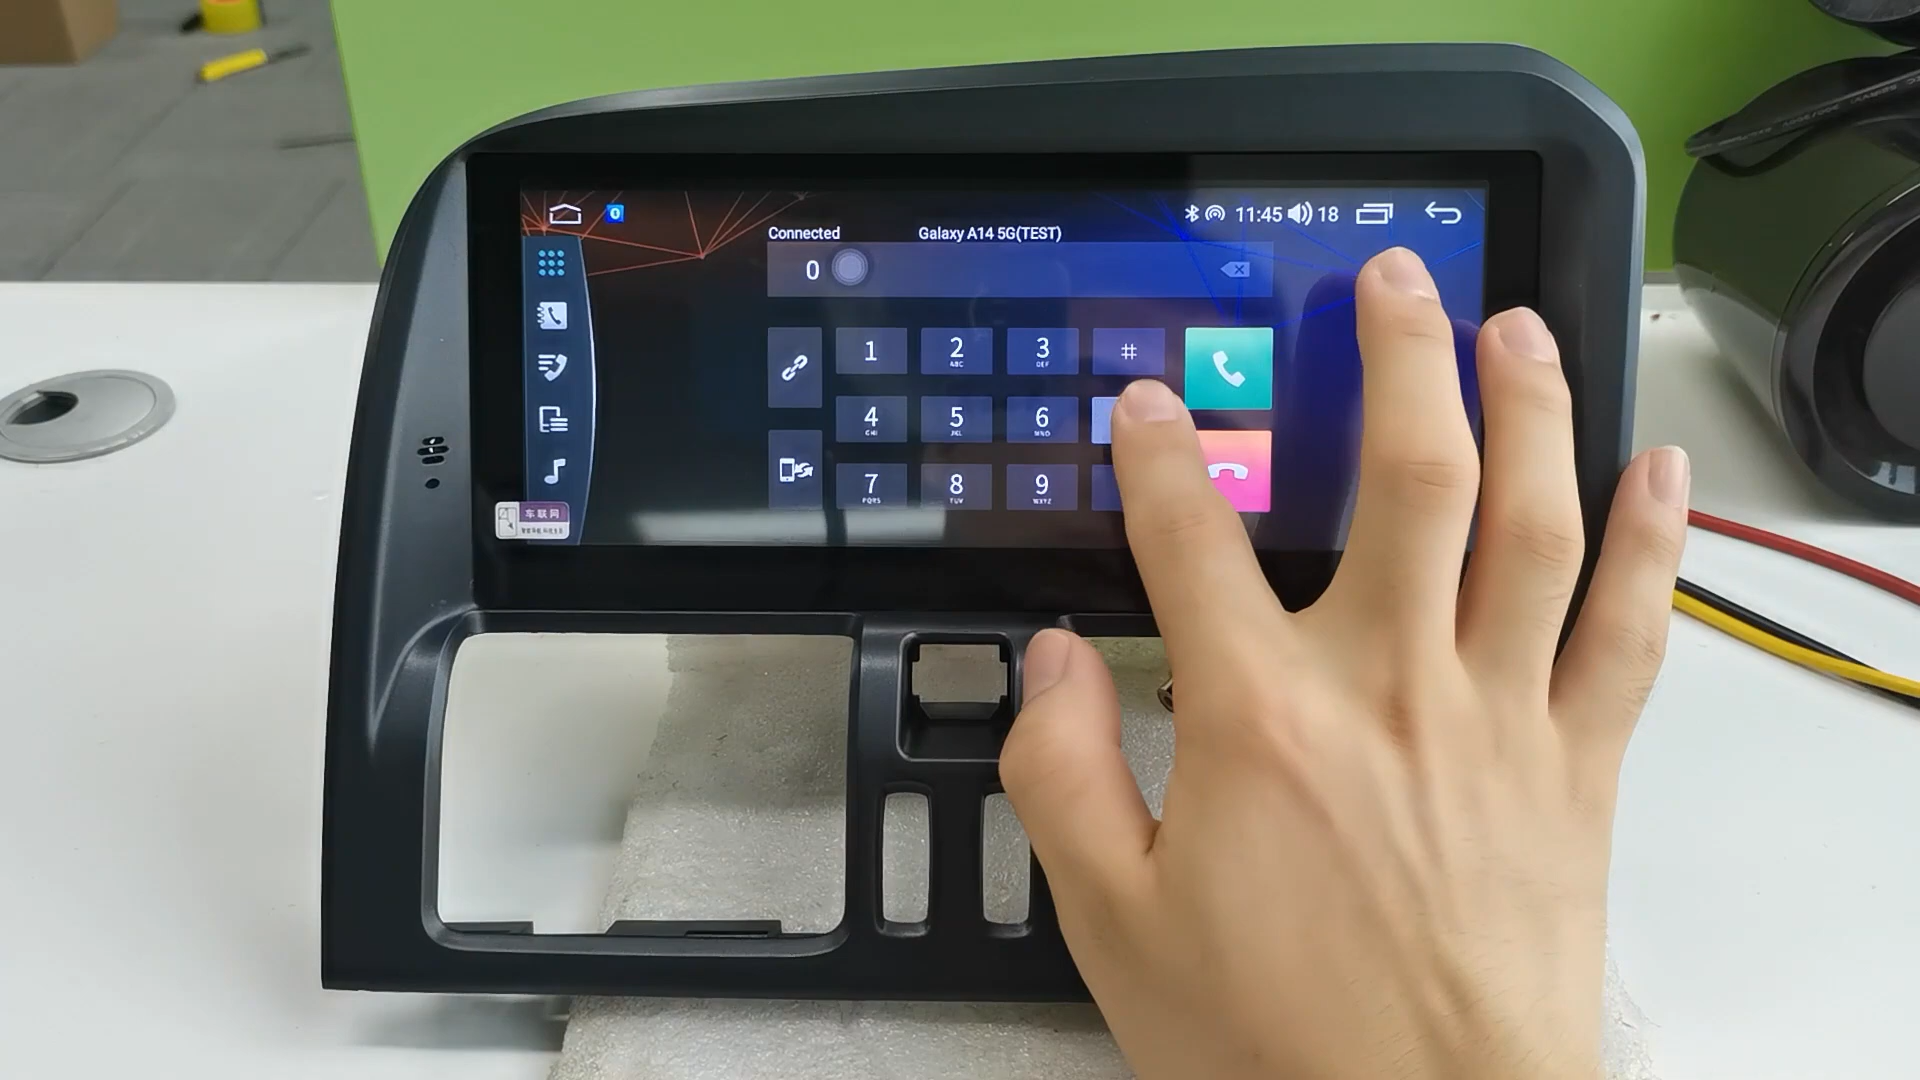 11:45 18
Connected Galaxy A14 5G(TEST)
0
1 2 ABC 3 DEF #
4 GHI 5 JKL 6 MNO
7 PQRS 8 TUV 9 WXYZ
车联网